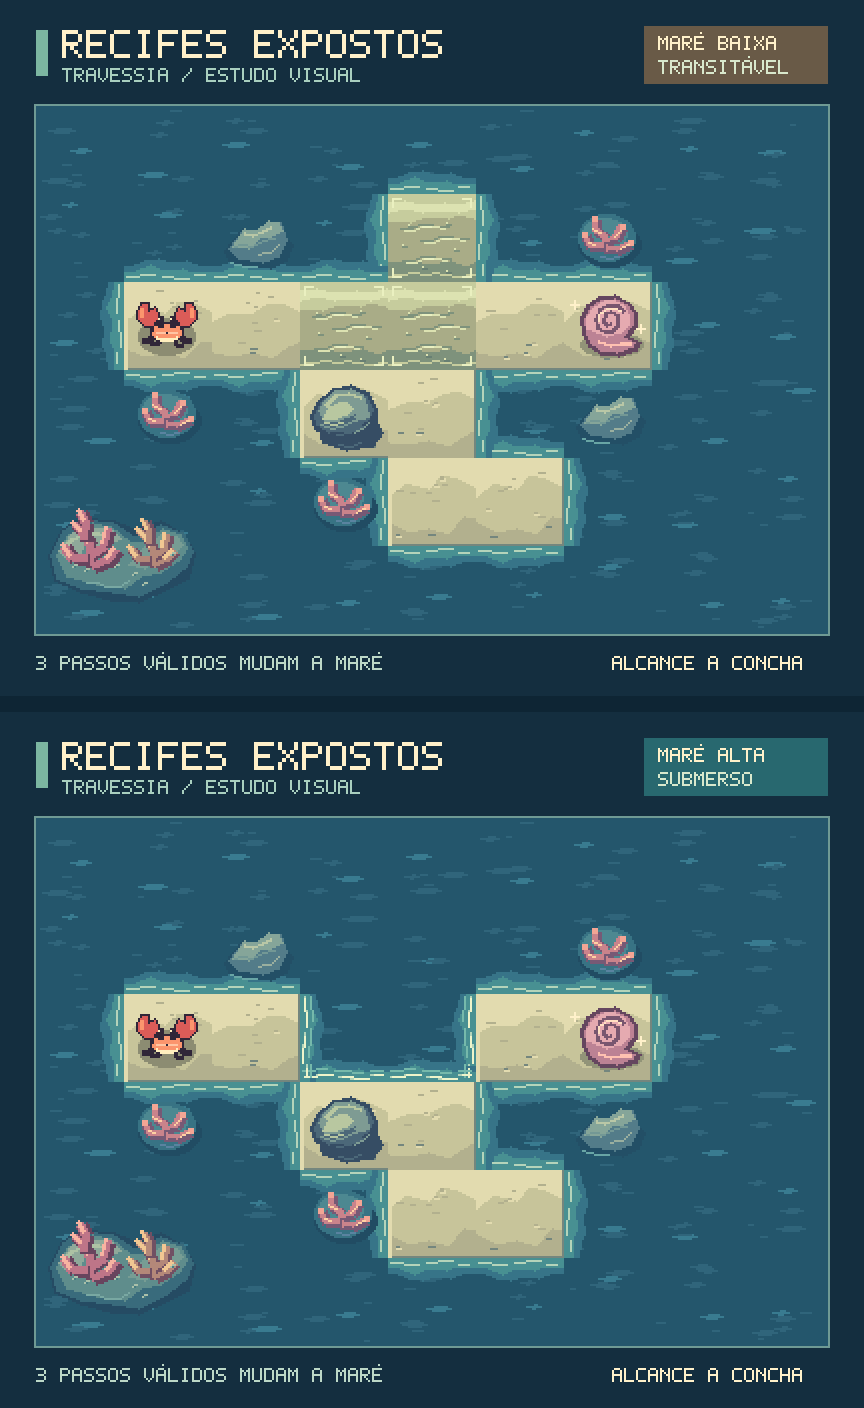 RECIFES EXPOSTOS
TRAVESSIA / ESTUDO VISUAL
MARÉ BAIXA
TRANSITÁVEL
3 PASSOS VÁLIDOS MUDAM A MARÉ
ALCANCE A CONCHA
RECIFES EXPOSTOS
TRAVESSIA / ESTUDO VISUAL
MARÉ ALTA
SUBMERSO
3 PASSOS VÁLIDOS MUDAM A MARÉ
ALCANCE A CONCHA